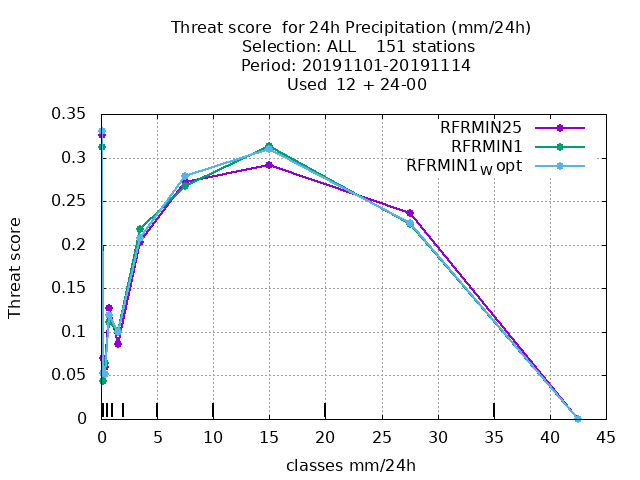 Threat score  for 24h Precipitation (mm/24h)
Selection: ALL    151 stations
Period: 20191101-20191114
Used  12 + 24-00
RFRMIN25
RFRMIN1
RFRMIN1W opt
Threat score
0.35
0.3
0.25
0.2
0.15
0.1
0.05
0
0 5 10 15 20 25 30 35 40 45
classes mm/24h